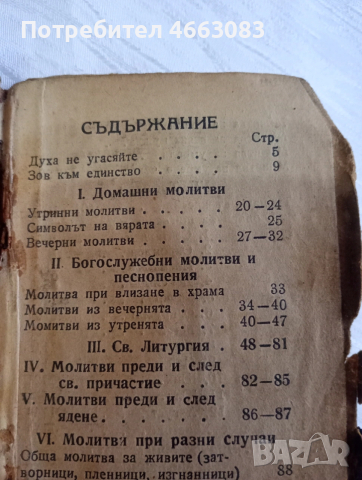 Потребител 4663083
СЪДЪРЖАНИЕ
Стр.
Духа не угасяйте . . . . 5
Зов към единство . . . . 9
I. Домашни молитви
Утринни молитви . . . 20—24
Символът на вярата . . 25
Вечерни молитви . . . 27—32
II Богослужебни молитви и
песнопения
Молитва при влизане в храма 33
Молитви из вечернята . 34—40
Момитви из утренята . 40—47
III. Св. Литургия . 48—81
IV. Молитви преди и след
св. причастие . . . 82—85
V. Молитви преди и след
ядене . . . . . 86—87
VI. Молитви при разни случаи
Обща молитва за живите (зат-
ворници, пленници, изгнанници) 88
bazar